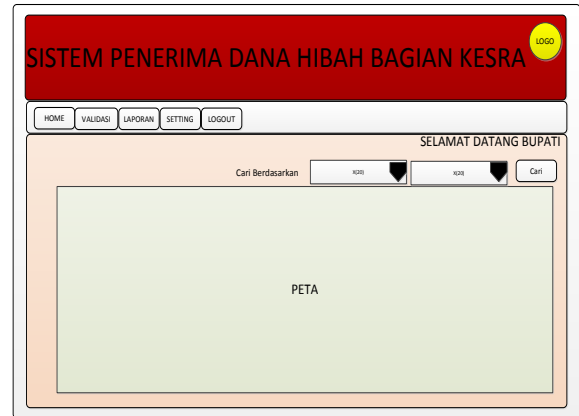 LOGO
SISTEM PENERIMA DANA HIBAH BAGIAN KESRA
HOME VALIDASI LAPORAN SETTING LOGOUT
SELAMAT DATANG BUPATI
Cari Berdasarkan X(20) X(20) Cari
PETA